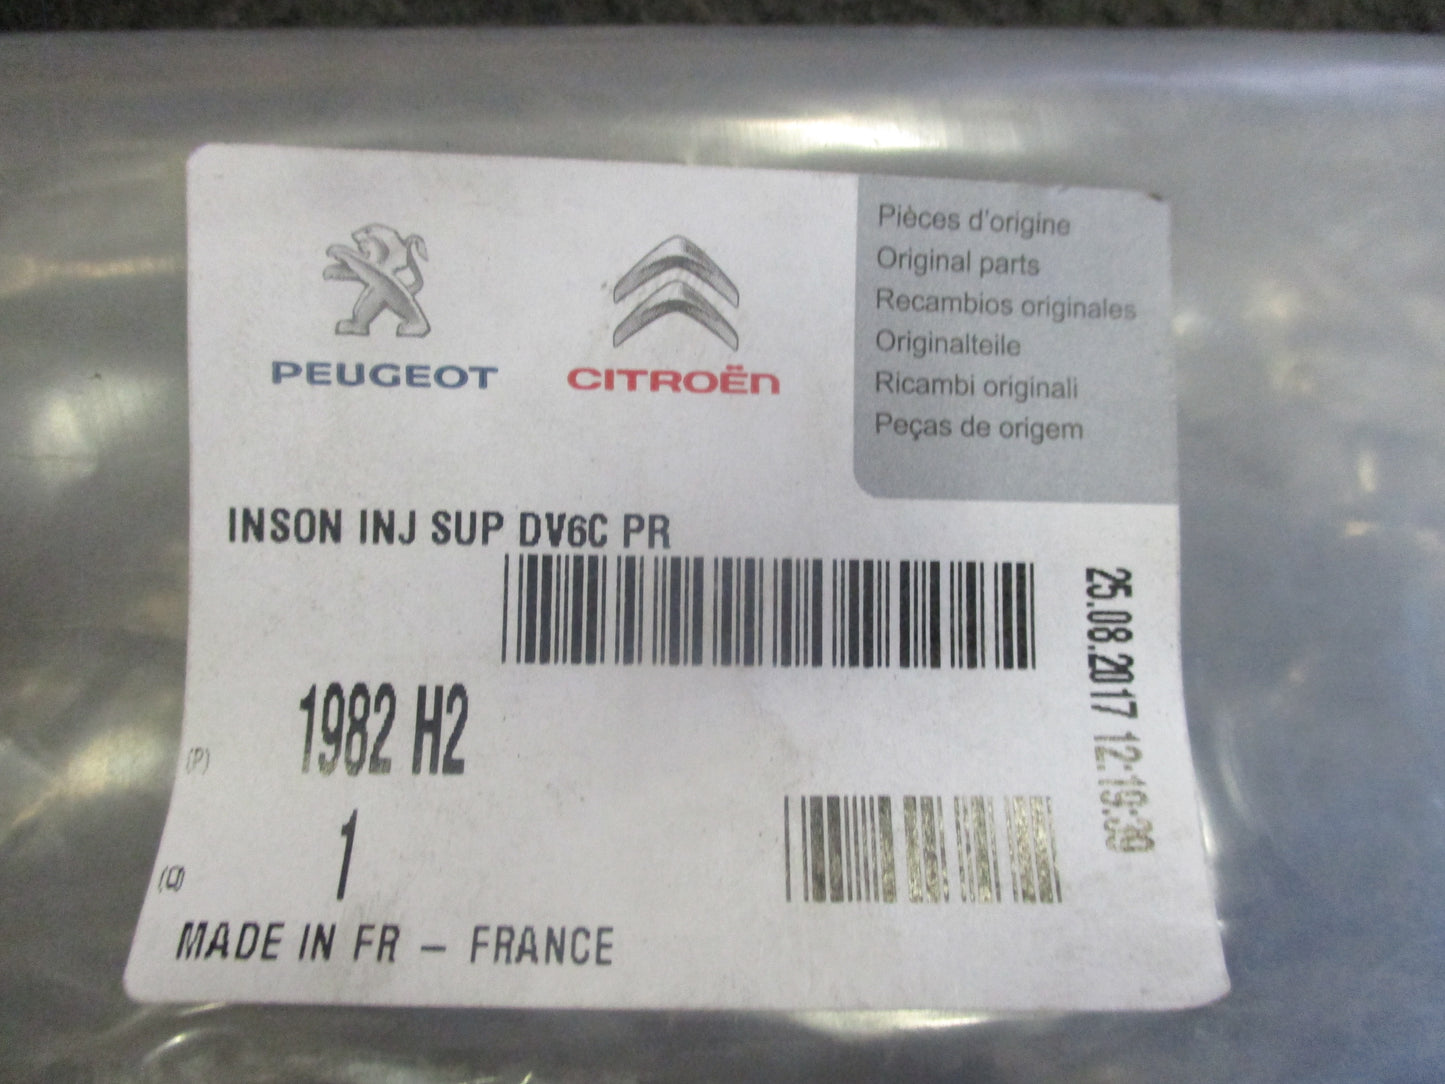 PEUGEOT
CITROËN
Pièces d'origine
Original parts
Recambios originales
Originalteile
Ricambi originali
Peças de origem
INSON INJ SUP DV6C PR
25.08.2017 12:19:30
(P) 1982 H2
(Q) 1
MADE IN FR - FRANCE